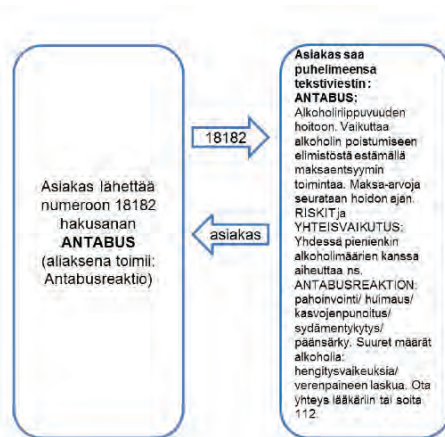 Asiakas lähettää
numeroon 18182
hakusanan
ANTABUS
(aliaksena toimii:
Antabusreaktio)
18182
asiakas
Asiakas saa
puhelimeensa
tekstiviestin:
ANTABUS:
Alkoholiriippuvuuden
hoitoon. Vaikuttaa
alkoholin poistumiseen
elimistöstä estämällä
maksaentsyymin
toimintaa. Maksa-arvoja
seurataan hoidon ajan.
RISKIT ja
YHTEISVAIKUTUS:
Yhdessä pienienkin
alkoholimäärien kanssa
aiheuttaa ns.
ANTABUSREAKTION:
pahoinvointi/ huimaus/
kasvojenpunoitus/
sydämentykytys/
päänsärky. Suuret määrät
alkoholia:
hengitysvaikeuksia/
verenpaineen laskua. Ota
yhteys lääkäriin tai soita
112.